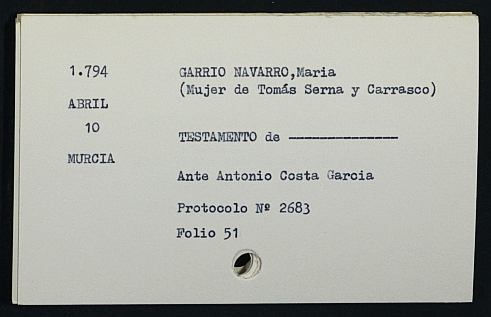 1.794
ABRIL
10
MURCIA
GARRIO NAVARRO,Maria
(Mujer de Tomás Serna y Carrasco)
TESTAMENTO de ---------------
Ante Antonio Costa Garcia
Protocolo Nº 2683
Folio 51